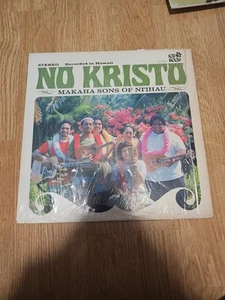 STEREO Recorded in Hawaii
NO KRISTO
MAKAHA SONS OF NI'IHAU